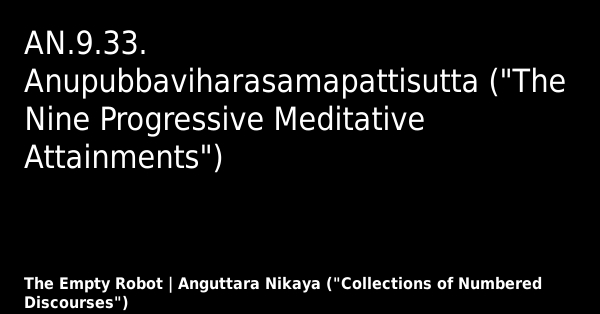 AN.9.33.
Anupubbaviharasamapattisutta ("The
Nine Progressive Meditative
Attainments")
The Empty Robot | Anguttara Nikaya ("Collections of Numbered
Discourses")